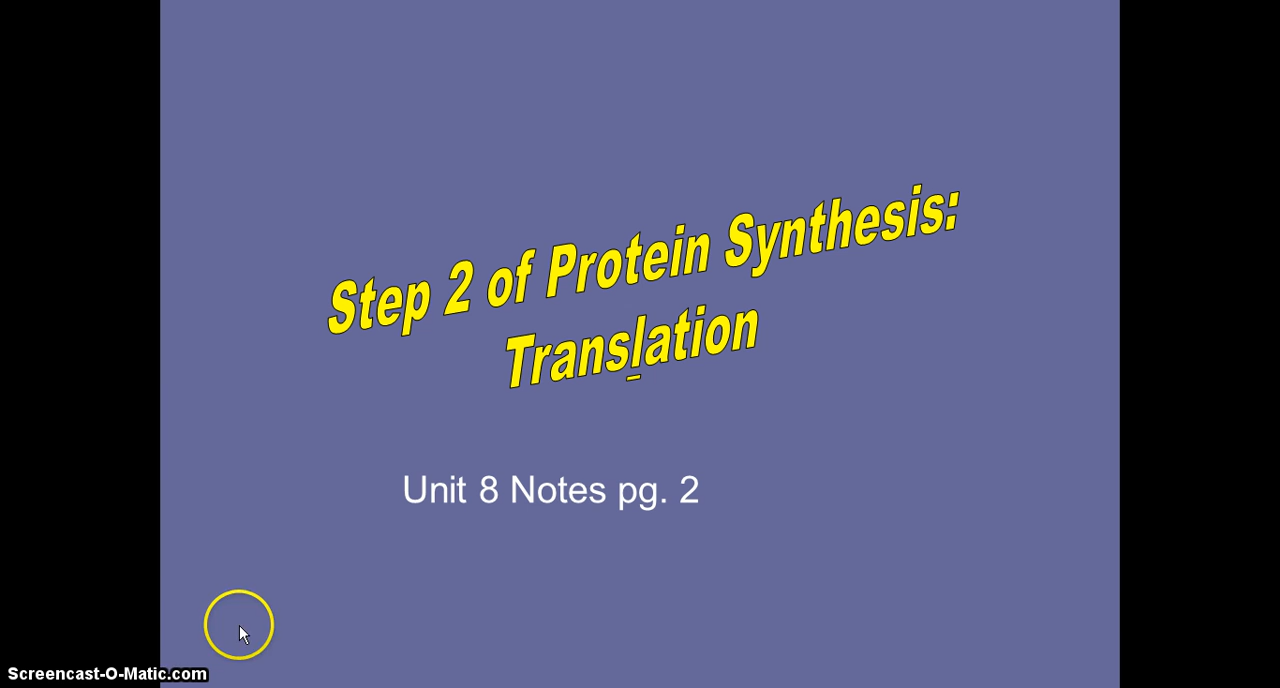 Step 2 of Protein Synthesis:
Translation
Unit 8 Notes pg. 2
Screencast-O-Matic.com